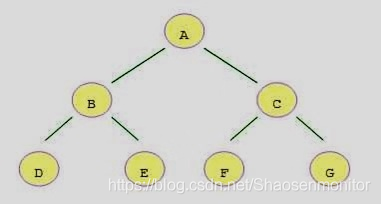 A
B C
D E F G
https://blog.csdn.net/Shaosenmonitor